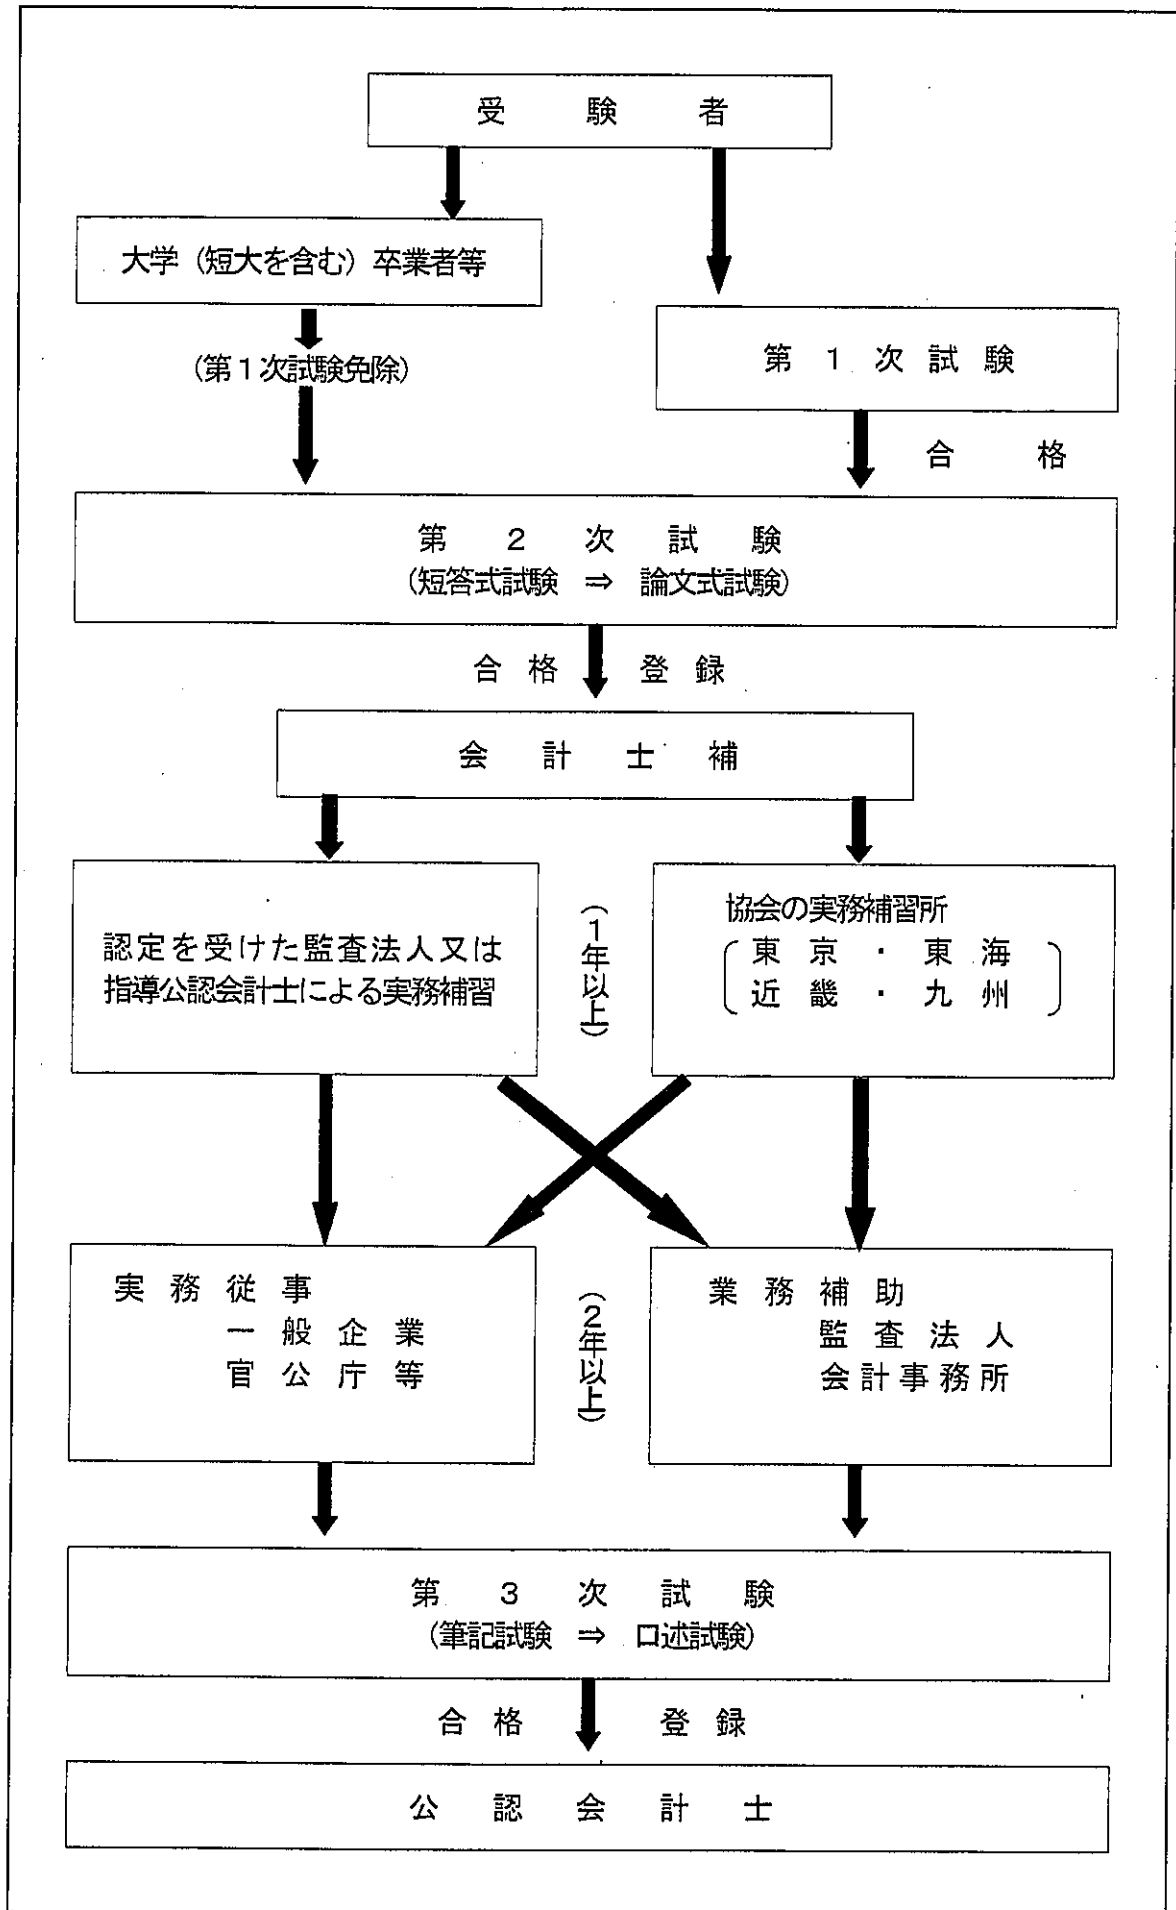 受験者
大学（短大を含む）卒業者等
（第1次試験免除）
第1次試験
合格
第2次試験
（短答式試験 ⇒ 論文式試験）
合格 登録
会計士補
認定を受けた監査法人又は
指導公認会計士による実務補習
（1年以上）
協会の実務補習所
東京・東海
近畿・九州
実務従事
一般企業
官公庁等
（2年以上）
業務補助
監査法人
会計事務所
第3次試験
（筆記試験 ⇒ 口述試験）
合格 登録
公認会計士